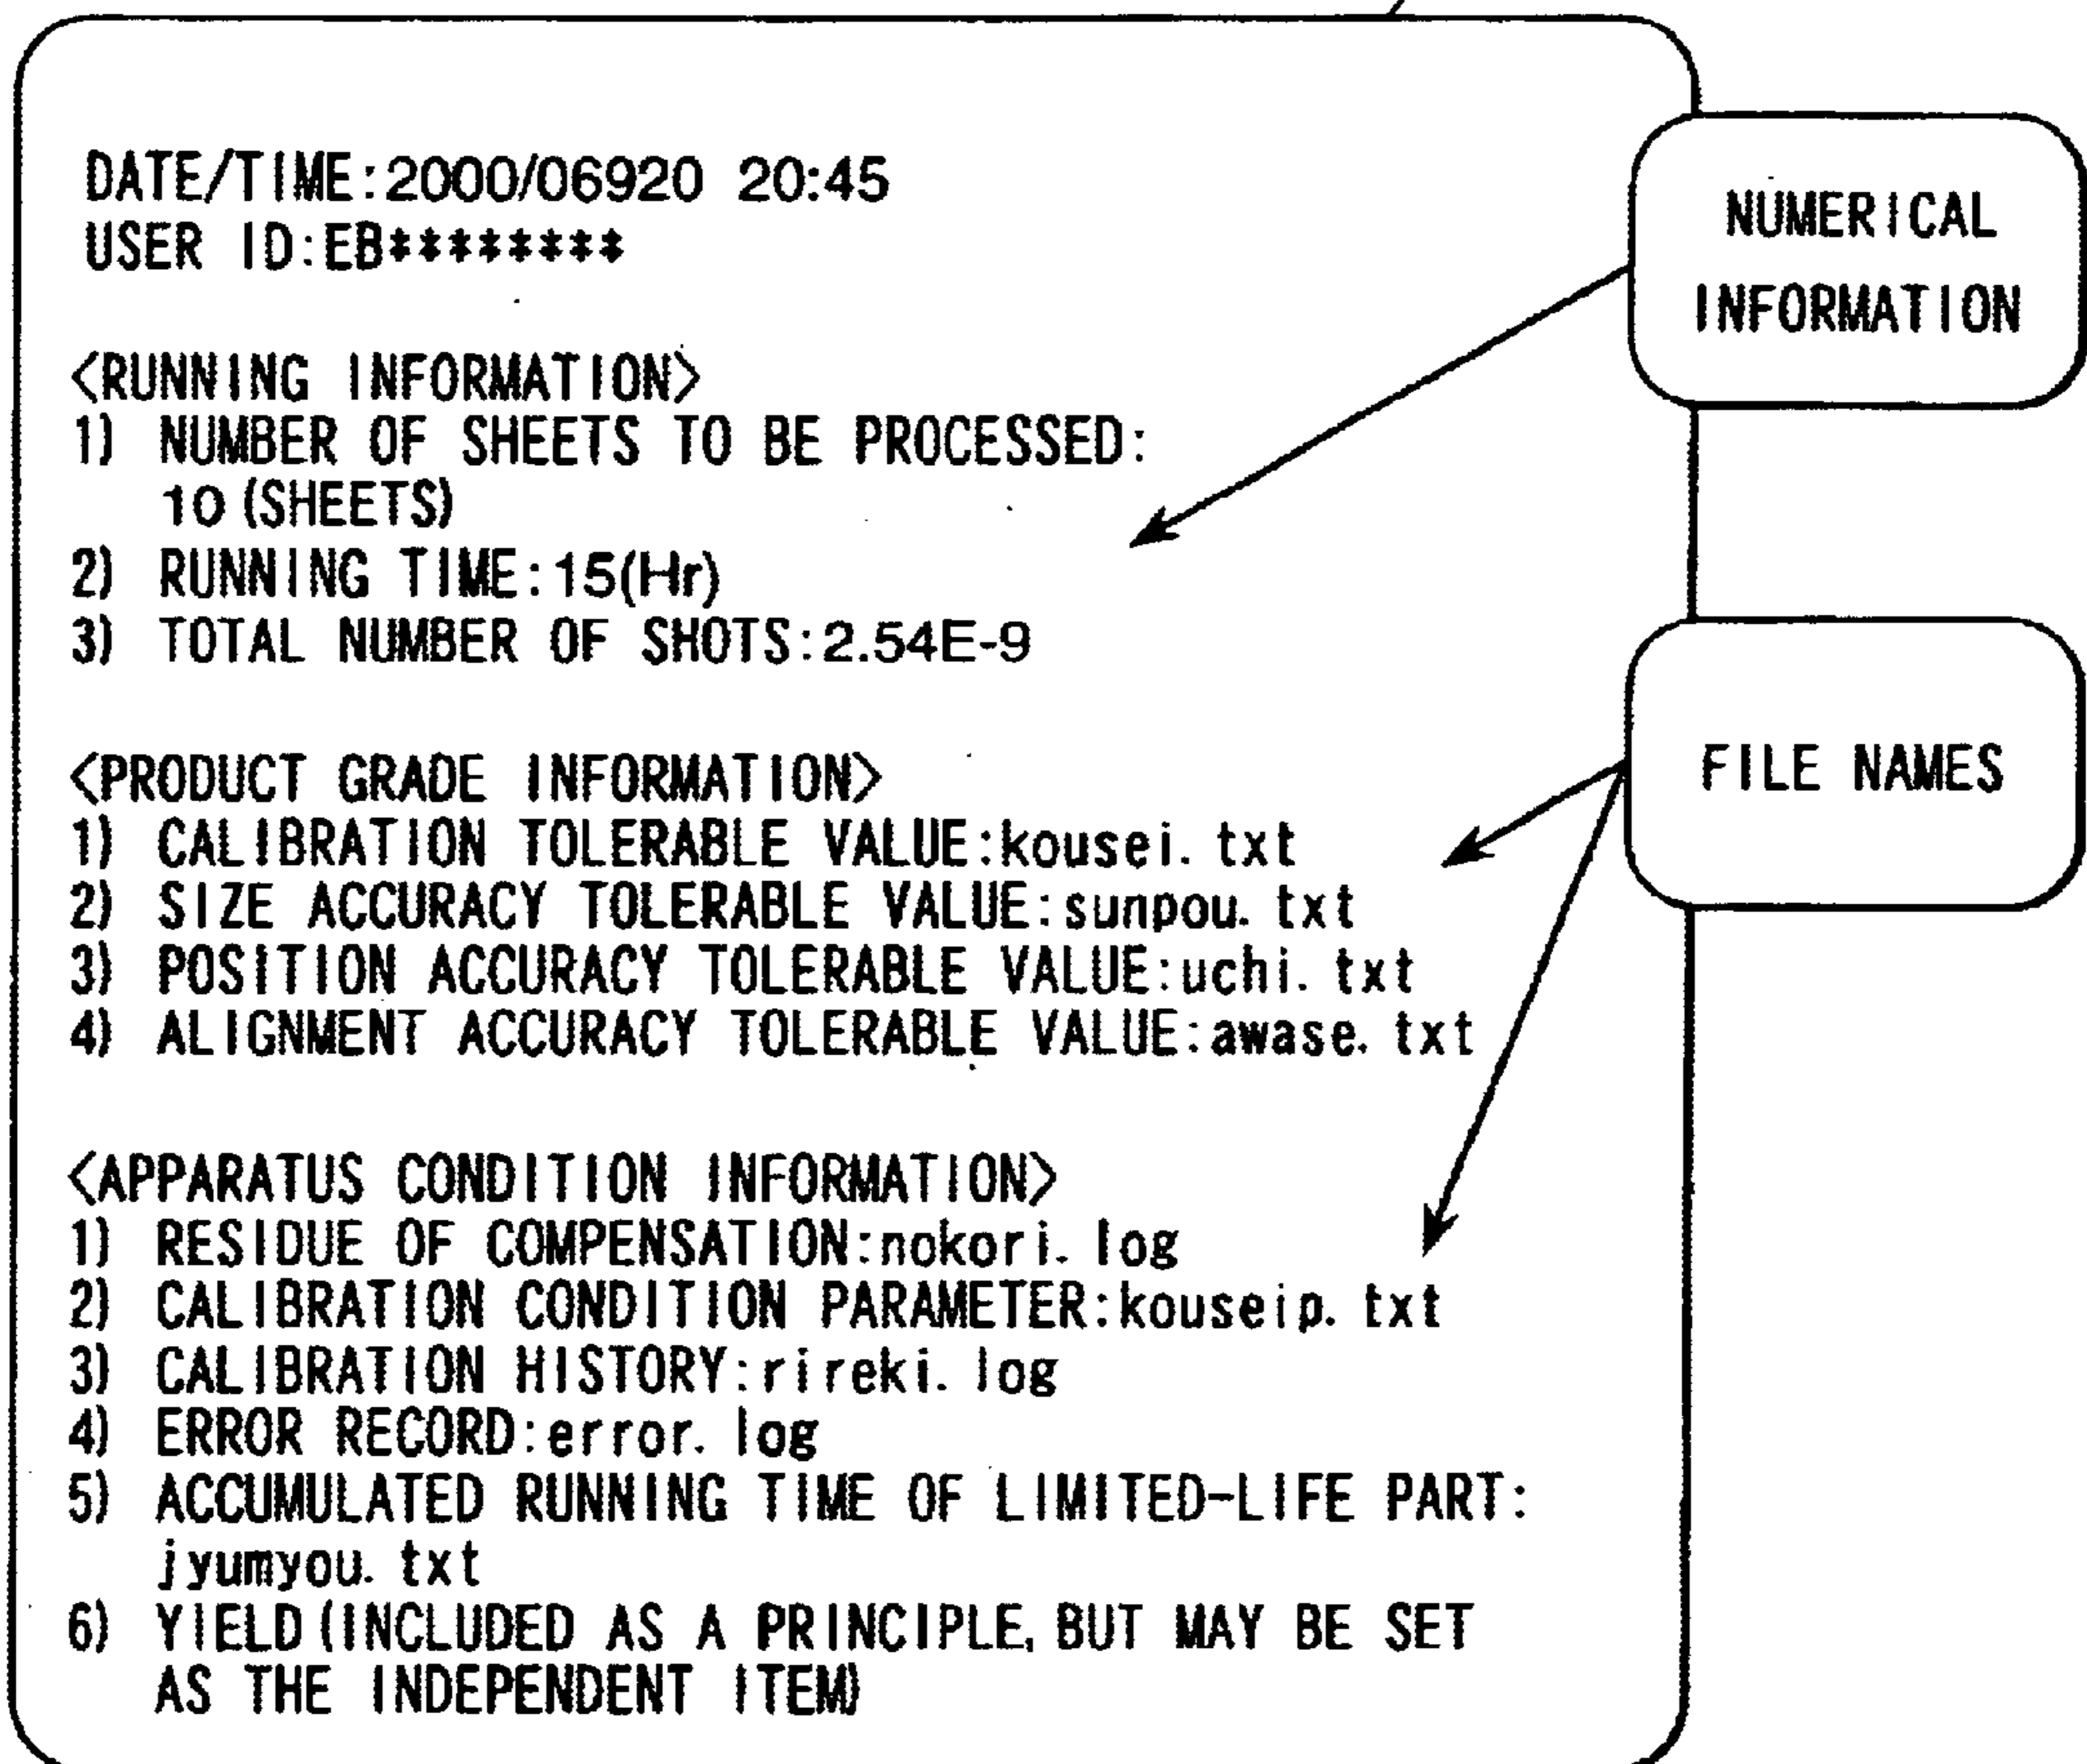 DATE/TIME:2000/06920 20:45
USER ID:EB********
<RUNNING INFORMATION>
1) NUMBER OF SHEETS TO BE PROCESSED:
10(SHEETS)
2) RUNNING TIME:15(Hr)
3) TOTAL NUMBER OF SHOTS:2.54E-9
<PRODUCT GRADE INFORMATION>
1) CALIBRATION TOLERABLE VALUE:kousei.txt
2) SIZE ACCURACY TOLERABLE VALUE:sunpou.txt
3) POSITION ACCURACY TOLERABLE VALUE:uchi.txt
4) ALIGNMENT ACCURACY TOLERABLE VALUE:awase.txt
<APPARATUS CONDITION INFORMATION>
1) RESIDUE OF COMPENSATION:nokori.log
2) CALIBRATION CONDITION PARAMETER:kouseip.txt
3) CALIBRATION HISTORY:rireki.log
4) ERROR RECORD:error.log
5) ACCUMULATED RUNNING TIME OF LIMITED-LIFE PART:
jyumyou.txt
6) YIELD(INCLUDED AS A PRINCIPLE, BUT MAY BE SET
AS THE INDEPENDENT ITEM)
NUMERICAL
INFORMATION
FILE NAMES